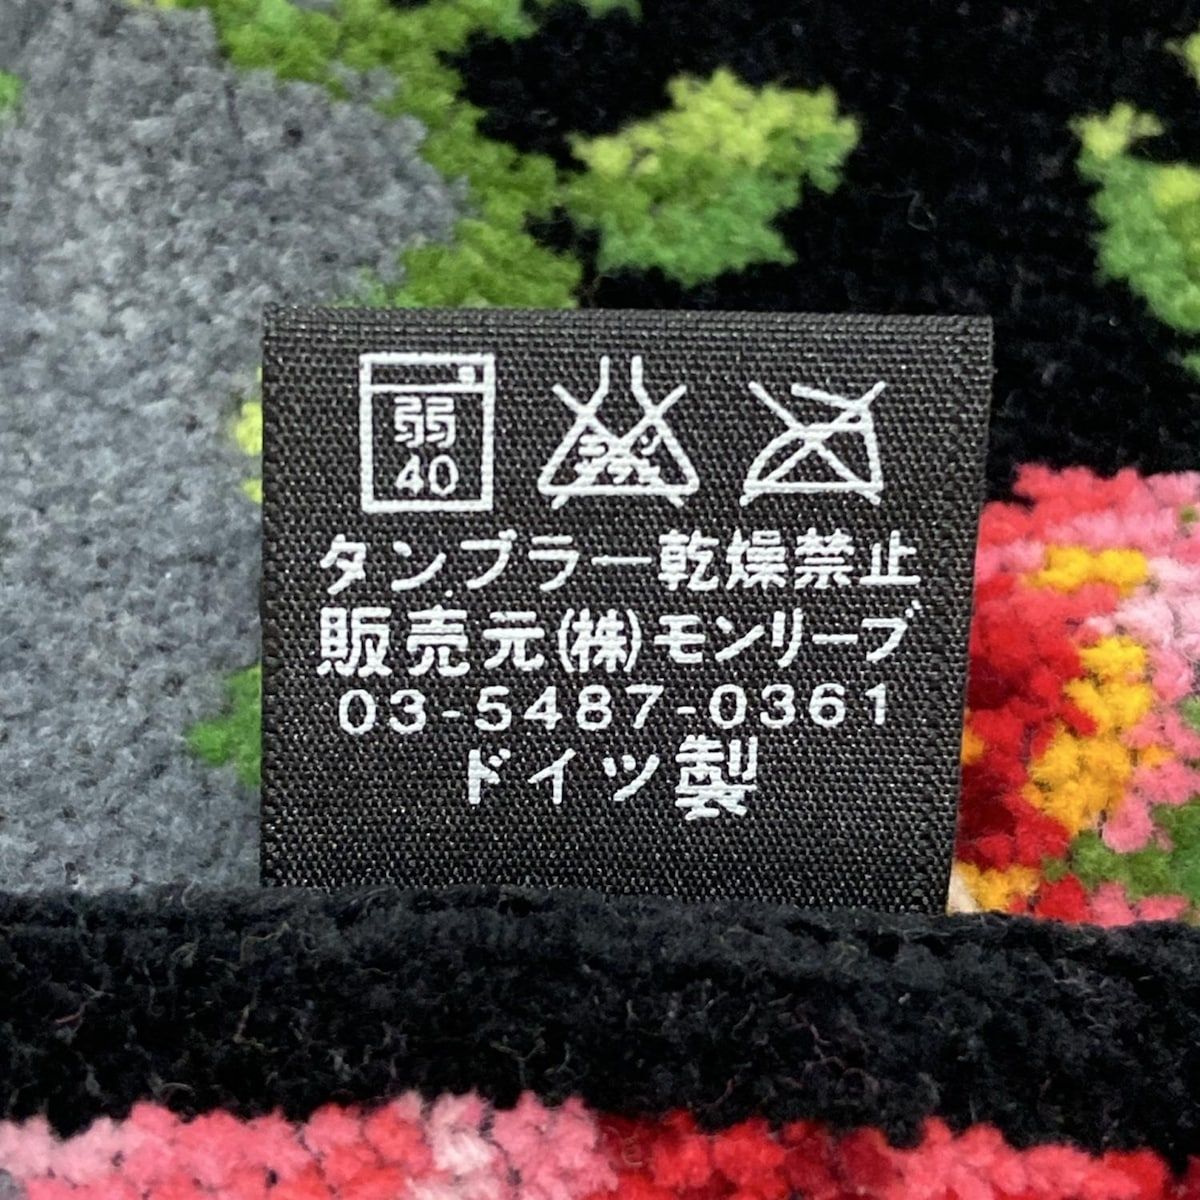 弱
40
タンブラー乾燥禁止
販売元(株)モンリーブ
03-5487-0361
ドイツ製